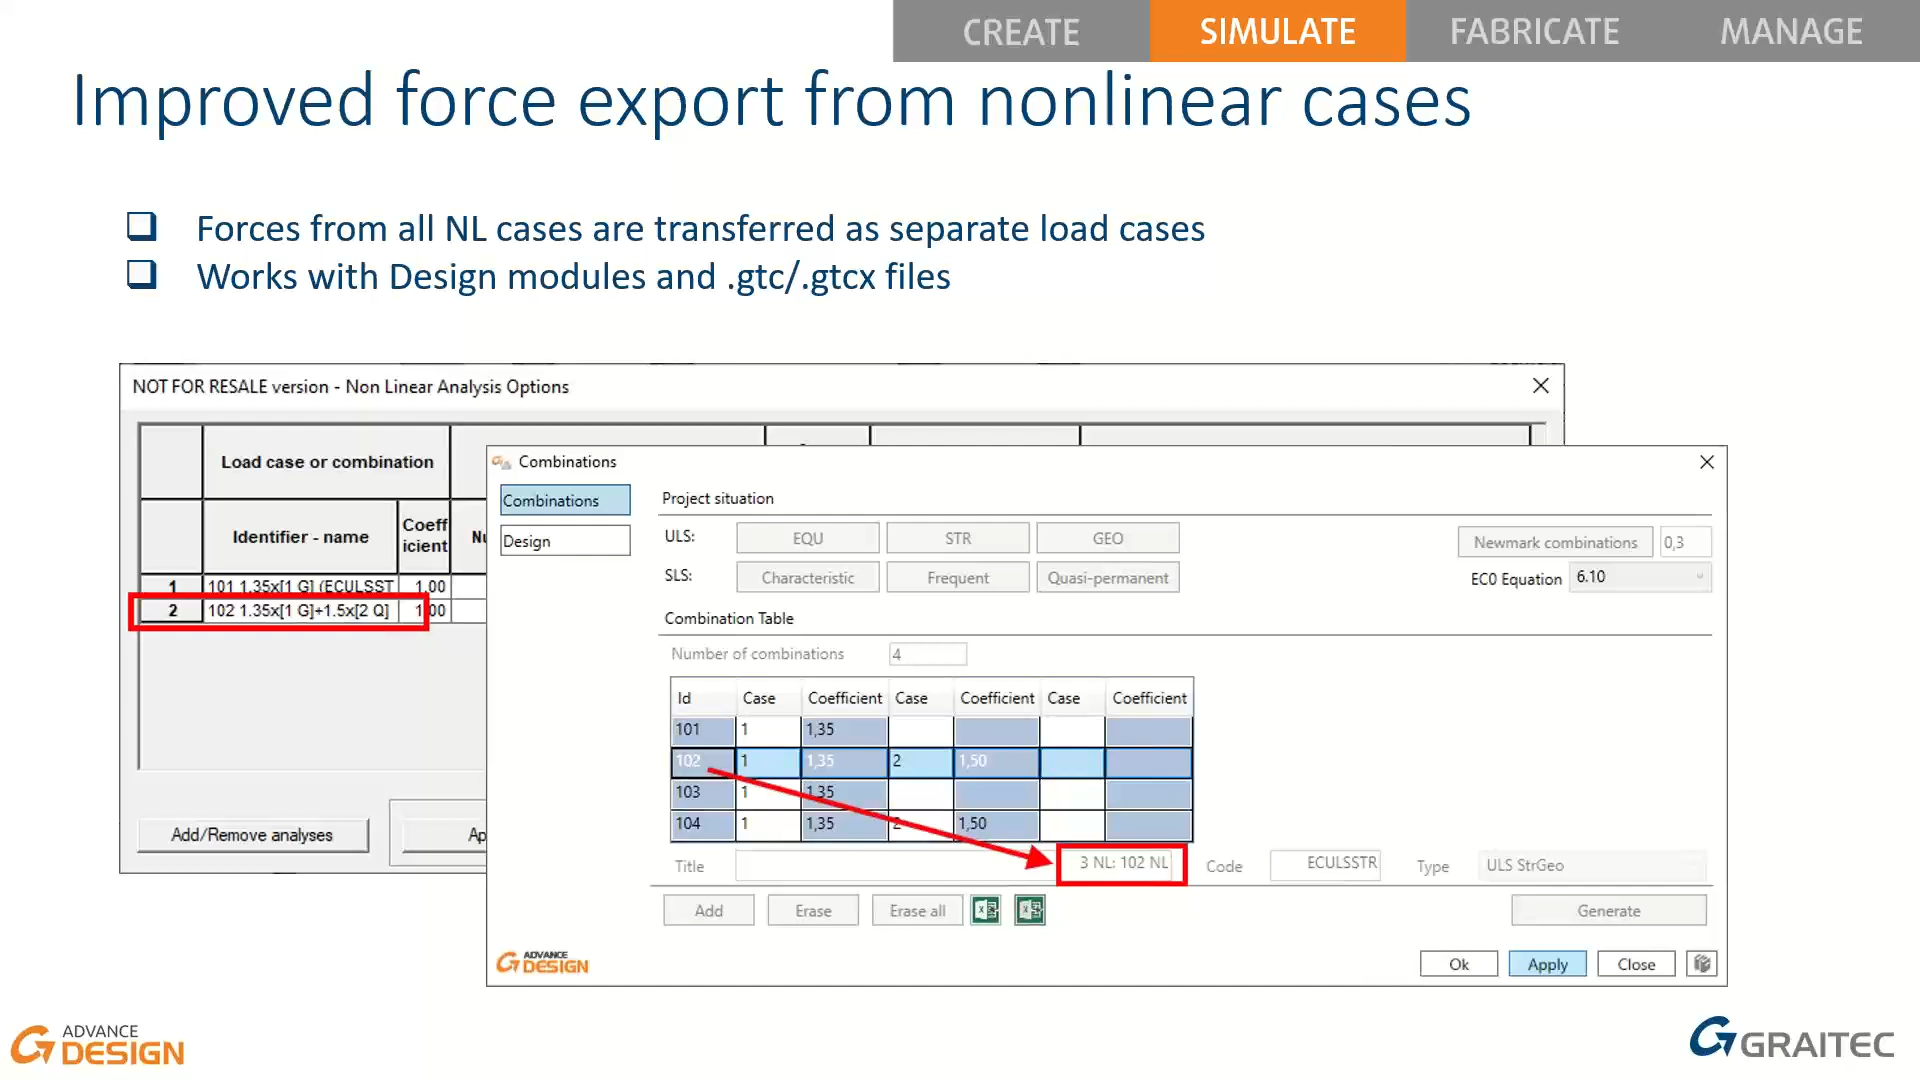 CREATE SIMULATE FABRICATE MANAGE
Improved force export from nonlinear cases
Forces from all NL cases are transferred as separate load cases
Works with Design modules and .gtc/.gtcx files
NOT FOR RESALE version - Non Linear Analysis Options
Load case or combination
Identifier - name
Coeff
icient
Nu
1 101 1.35x[1 G] (ECULSST 1,00
2 102 1.35x[1 G]+1.5x[2 Q] 1,00
Add/Remove analyses
Ap
Combinations
Combinations
Design
Project situation
ULS: EQU STR GEO
Newmark combinations 0,3
SLS: Characteristic Frequent Quasi-permanent
EC0 Equation 6.10
Combination Table
Number of combinations 4
Id Case Coefficient Case Coefficient Case Coefficient
101 1 1,35
102 1 1,35 2 1,50
103 1 1,35
104 1 1,35 2 1,50
Title 3 NL: 102 NL Code ECULSSTR Type ULS StrGeo
Add Erase Erase all Generate
ADVANCE
DESIGN
Ok Apply Close
ADVANCE
DESIGN
GRAITEC